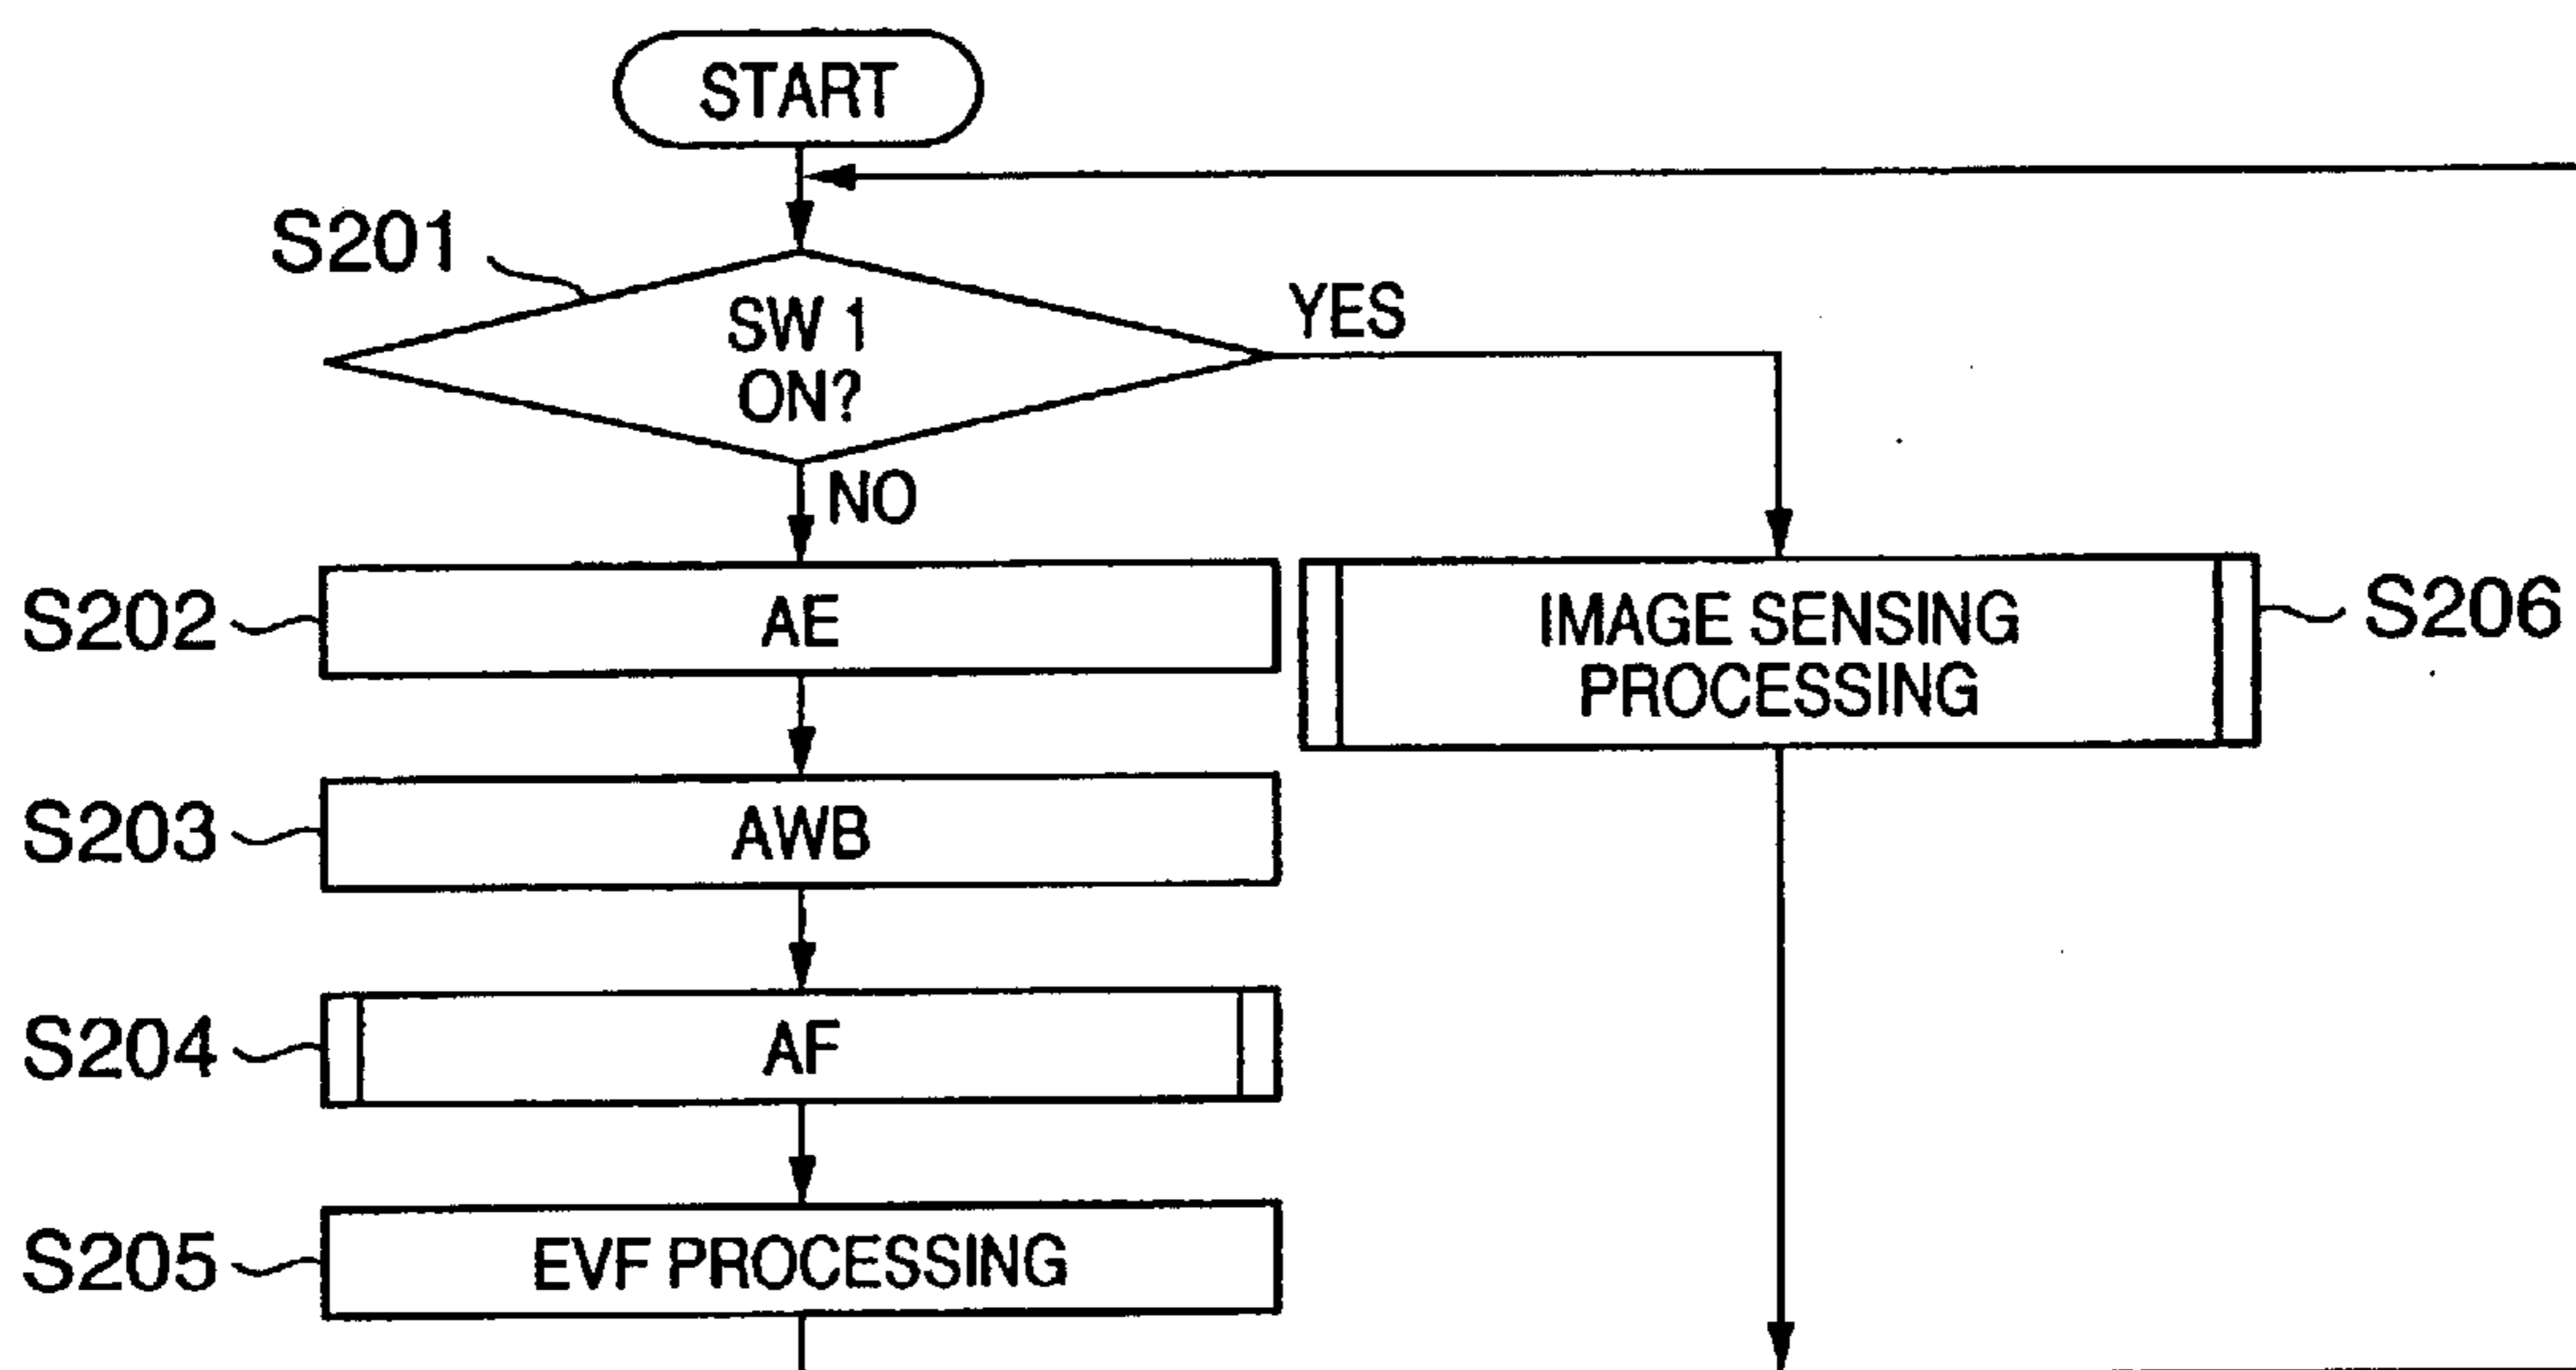 START
S201
SW 1
ON?
YES
NO
S202
AE
IMAGE SENSING
PROCESSING
S206
S203
AWB
S204
AF
S205
EVF PROCESSING